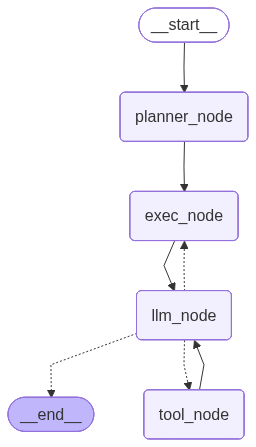 __start__
planner_node
exec_node
llm_node
__end__
tool_node